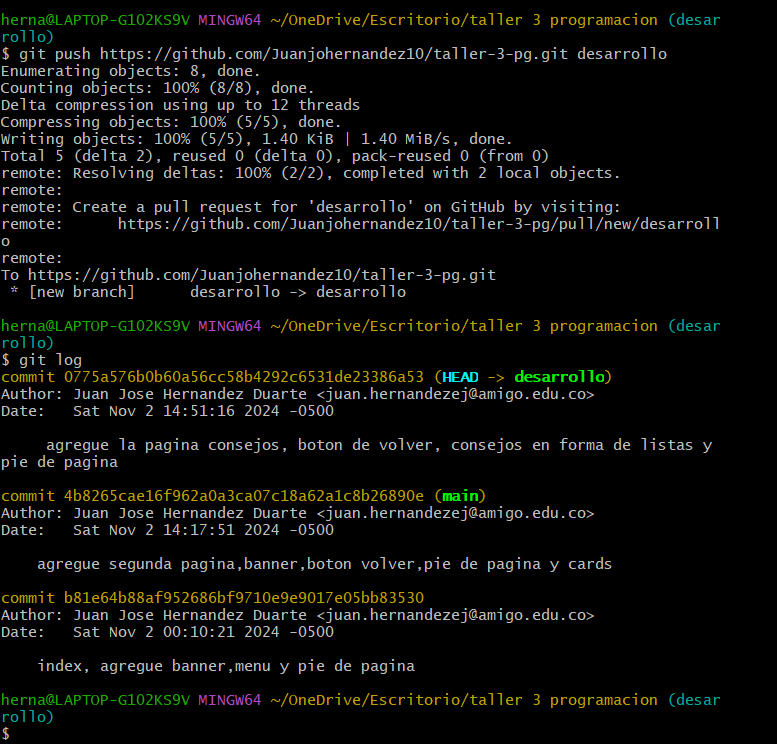 herna@LAPTOP-G102KS9V MINGW64 ~/OneDrive/Escritorio/taller 3 programacion (desar
rollo)
$ git push https://github.com/Juanjohernandez10/taller-3-pg.git desarrollo
Enumerating objects: 8, done.
Counting objects: 100% (8/8), done.
Delta compression using up to 12 threads
Compressing objects: 100% (5/5), done.
Writing objects: 100% (5/5), 1.40 KiB | 1.40 MiB/s, done.
Total 5 (delta 2), reused 0 (delta 0), pack-reused 0 (from 0)
remote: Resolving deltas: 100% (2/2), completed with 2 local objects.
remote:
remote: Create a pull request for 'desarrollo' on GitHub by visiting:
remote:      https://github.com/Juanjohernandez10/taller-3-pg/pull/new/desarroll
o
remote:
To https://github.com/Juanjohernandez10/taller-3-pg.git
 * [new branch]      desarrollo -> desarrollo
herna@LAPTOP-G102KS9V MINGW64 ~/OneDrive/Escritorio/taller 3 programacion (desar
rollo)
$ git log
commit 0775a576b0b60a56cc58b4292c6531de23386a53 (HEAD -> desarrollo)
Author: Juan Jose Hernandez Duarte <juan.hernandezej@amigo.edu.co>
Date:   Sat Nov 2 14:51:16 2024 -0500
     agregue la pagina consejos, boton de volver, consejos en forma de listas y
pie de pagina
commit 4b8265cae16f962a0a3ca07c18a62a1c8b26890e (main)
Author: Juan Jose Hernandez Duarte <juan.hernandezej@amigo.edu.co>
Date:   Sat Nov 2 14:17:51 2024 -0500
    agregue segunda pagina,banner,boton volver,pie de pagina y cards
commit b81e64b88af952686bf9710e9e9017e05bb83530
Author: Juan Jose Hernandez Duarte <juan.hernandezej@amigo.edu.co>
Date:   Sat Nov 2 00:10:21 2024 -0500
    index, agregue banner,menu y pie de pagina
herna@LAPTOP-G102KS9V MINGW64 ~/OneDrive/Escritorio/taller 3 programacion (desar
rollo)
$